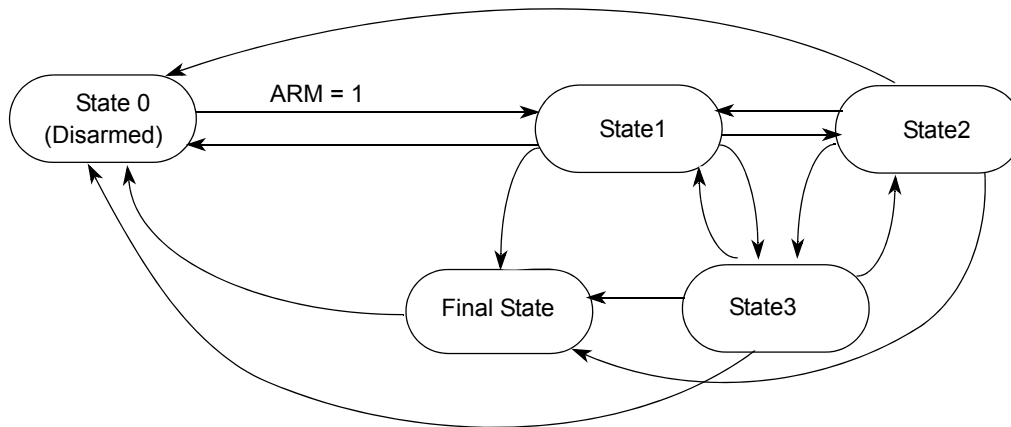 State 0
(Disarmed)
ARM = 1
State1
State2
Final State
State3